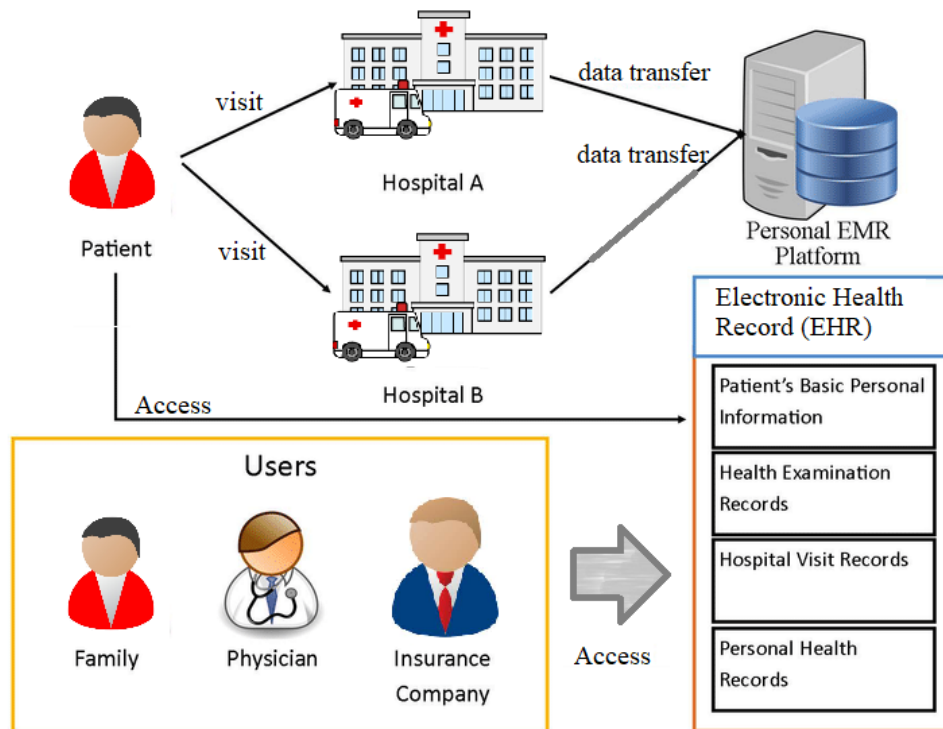 visit
data transfer
Hospital A
data transfer
Patient
visit
Personal EMR
Platform
Hospital B
Access
Electronic Health
Record (EHR)
Patient's Basic Personal
Information
Health Examination
Records
Hospital Visit Records
Personal Health
Records
Users
Family
Physician
Insurance
Company
Access